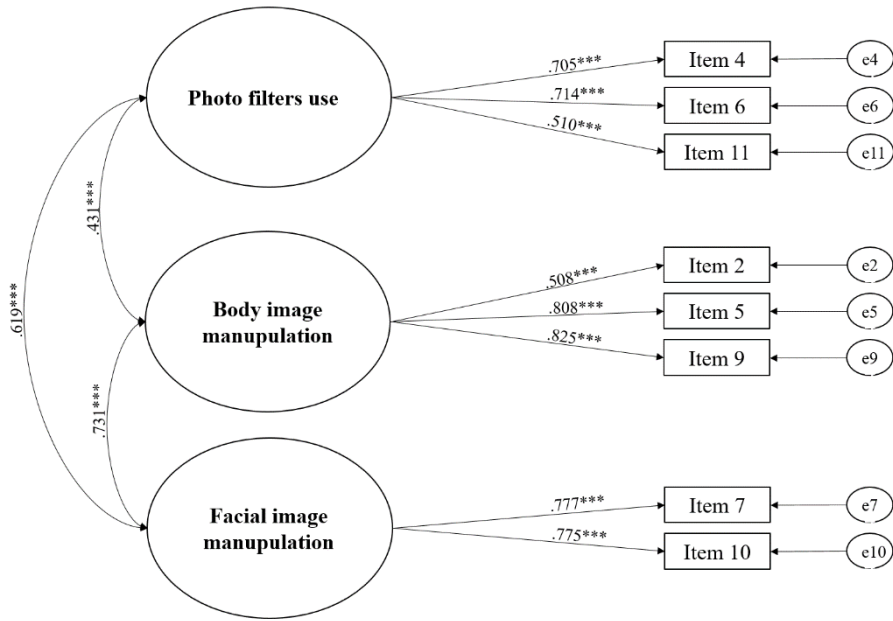 Photo filters use
.705***
.714***
.510***
Item 4
Item 6
Item 11
e4
e6
e11
.431***
.619***
Body image
manupulation
.508***
.808***
.825***
Item 2
Item 5
Item 9
e2
e5
e9
.731***
Facial image
manupulation
.777***
.775***
Item 7
Item 10
e7
e10